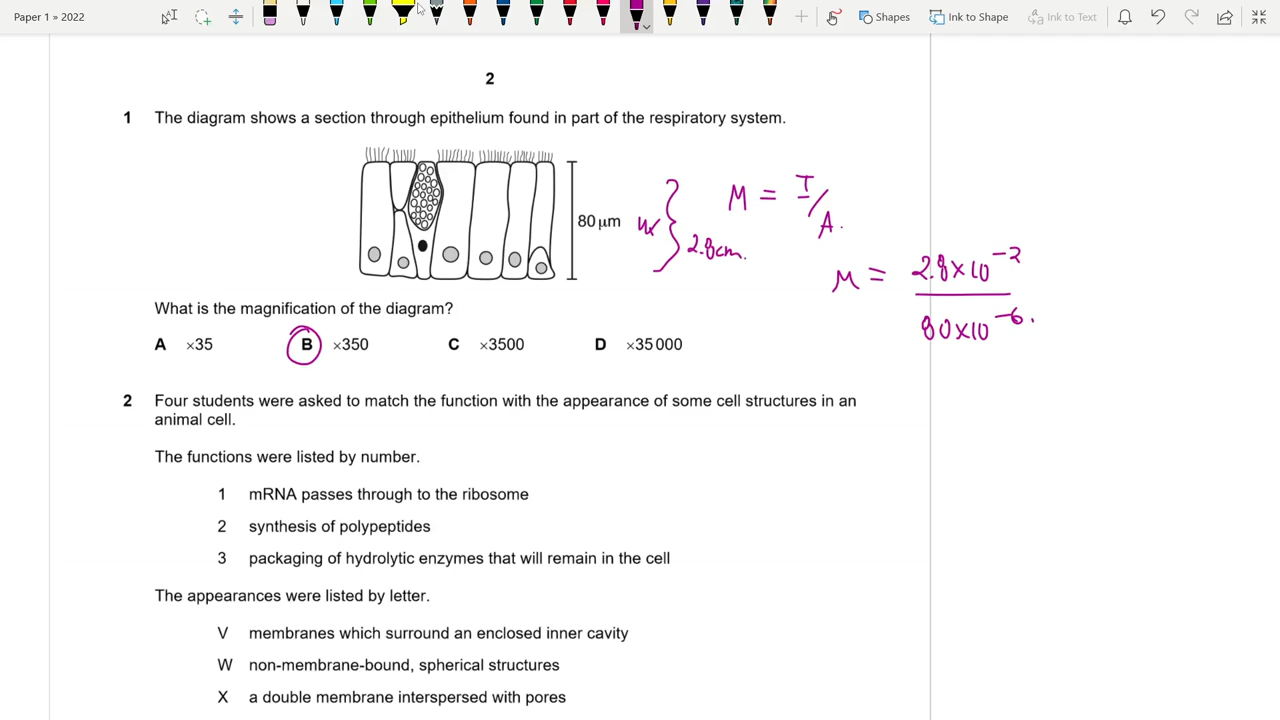 Paper 1 » 2022
Shapes
Ink to Shape
Ink to Text
2
1 The diagram shows a section through epithelium found in part of the respiratory system.
80 μm
2.8cm.
M = I/A.
M = 2.8×10⁻²
80×10⁻⁶.
What is the magnification of the diagram?
A ×35 B ×350 C ×3500 D ×35 000
2 Four students were asked to match the function with the appearance of some cell structures in an
animal cell.
The functions were listed by number.
1 mRNA passes through to the ribosome
2 synthesis of polypeptides
3 packaging of hydrolytic enzymes that will remain in the cell
The appearances were listed by letter.
V membranes which surround an enclosed inner cavity
W non-membrane-bound, spherical structures
X a double membrane interspersed with pores